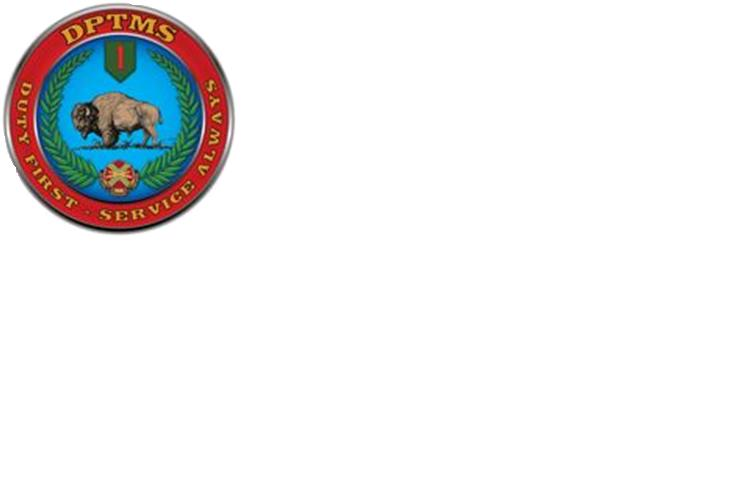 DPTMS
1
DUTY FIRST - SERVICE ALWAYS